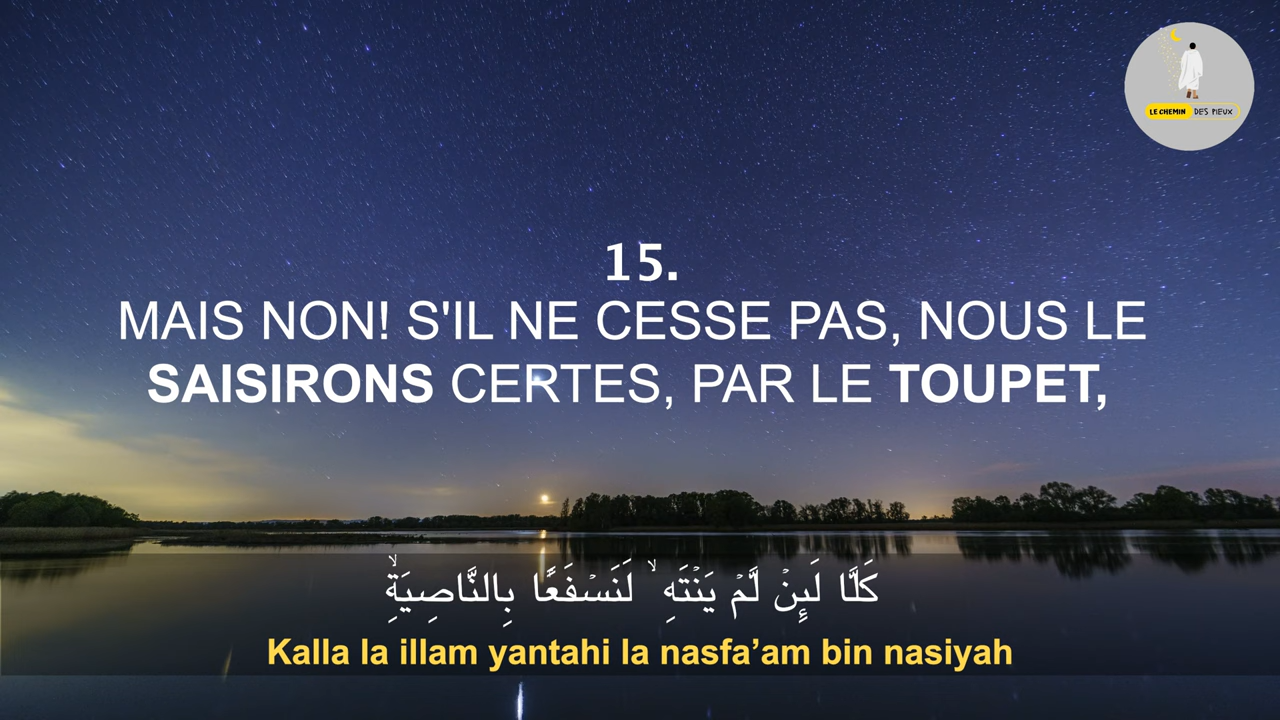 LE CHEMIN DES PIEUX
15.
MAIS NON! S'IL NE CESSE PAS, NOUS LE
SAISIRONS CERTES, PAR LE TOUPET,
كَلَّا لَىِٕنْ لَّمْ يَنْتَهِ ۙ لَنَسْفَعًۢا بِالنَّاصِيَةِۙ
Kalla la illam yantahi la nasfa’am bin nasiyah